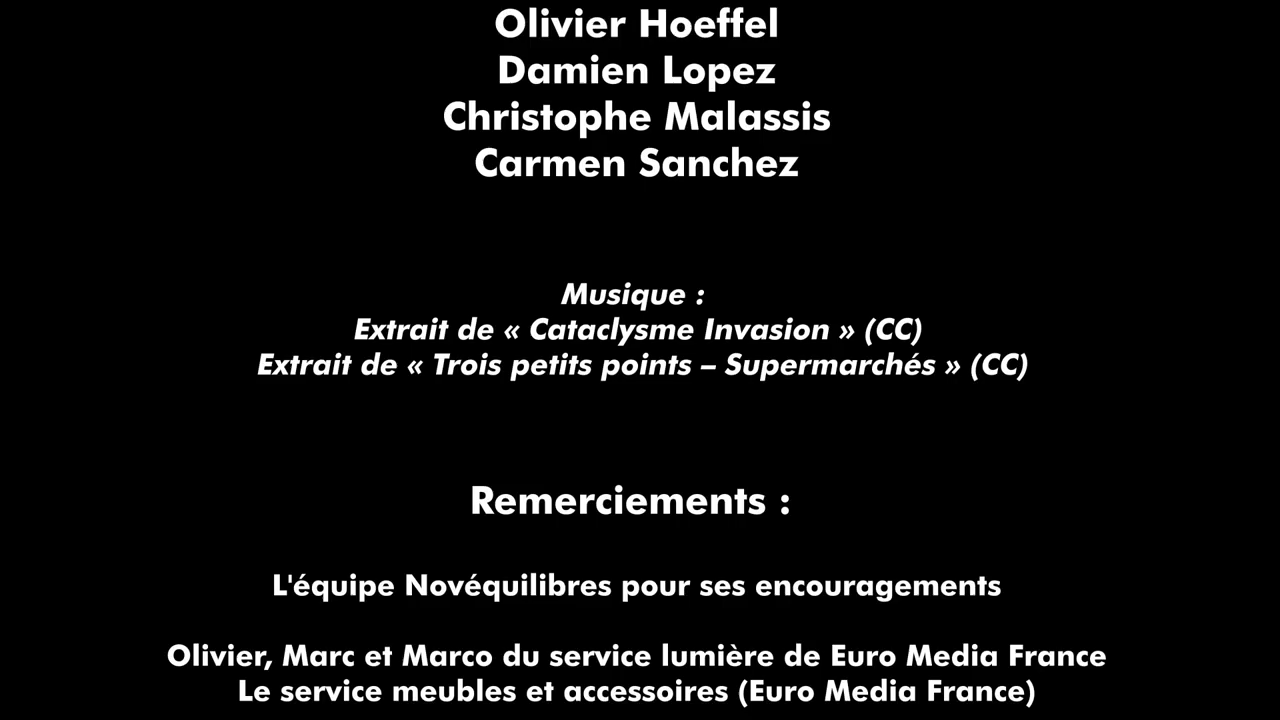 Olivier Hoeffel
Damien Lopez
Christophe Malassis
Carmen Sanchez
Musique :
Extrait de « Cataclysme Invasion » (CC)
Extrait de « Trois petits points – Supermarchés » (CC)
Remerciements :
L'équipe Novéquilibres pour ses encouragements
Olivier, Marc et Marco du service lumière de Euro Media France
Le service meubles et accessoires (Euro Media France)